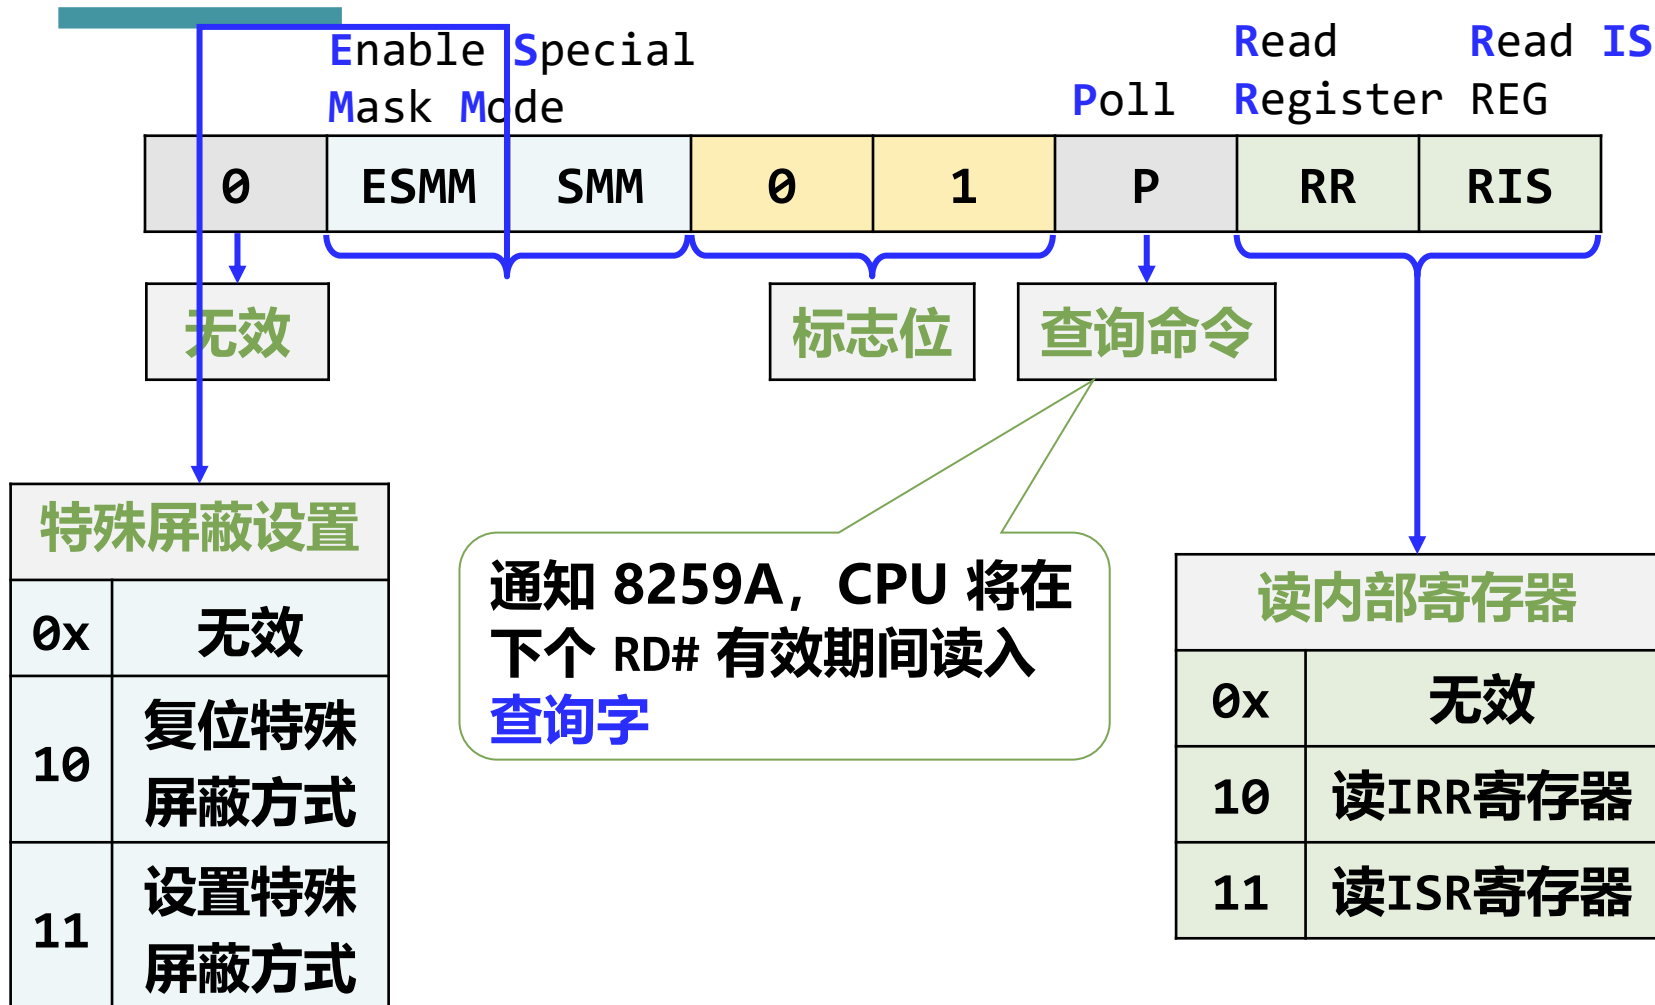 Enable Special
Mask Mode
Poll
Read
Register
Read IS
REG
0 ESMM SMM 0 1 P RR RIS
无效
标志位
查询命令
特殊屏蔽设置
0x 无效
10 复位特殊
屏蔽方式
11 设置特殊
屏蔽方式
通知 8259A，CPU 将在
下个 RD# 有效期间读入
查询字
读内部寄存器
0x 无效
10 读IRR寄存器
11 读ISR寄存器